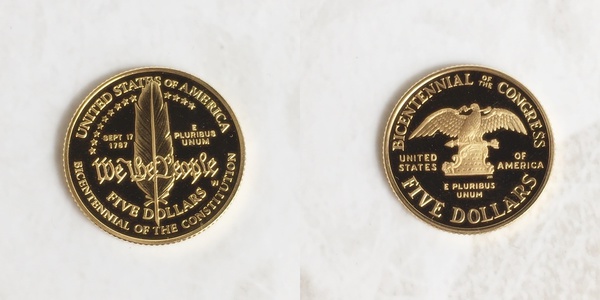 UNITED STATES OF AMERICA
SEPT 17
1787
E
PLURIBUS
UNUM
We the People
FIVE DOLLARS
BICENTENNIAL OF THE CONSTITUTION
BICENTENNIAL OF THE CONGRESS
UNITED
STATES
OF
AMERICA
E PLURIBUS
UNUM
FIVE DOLLARS